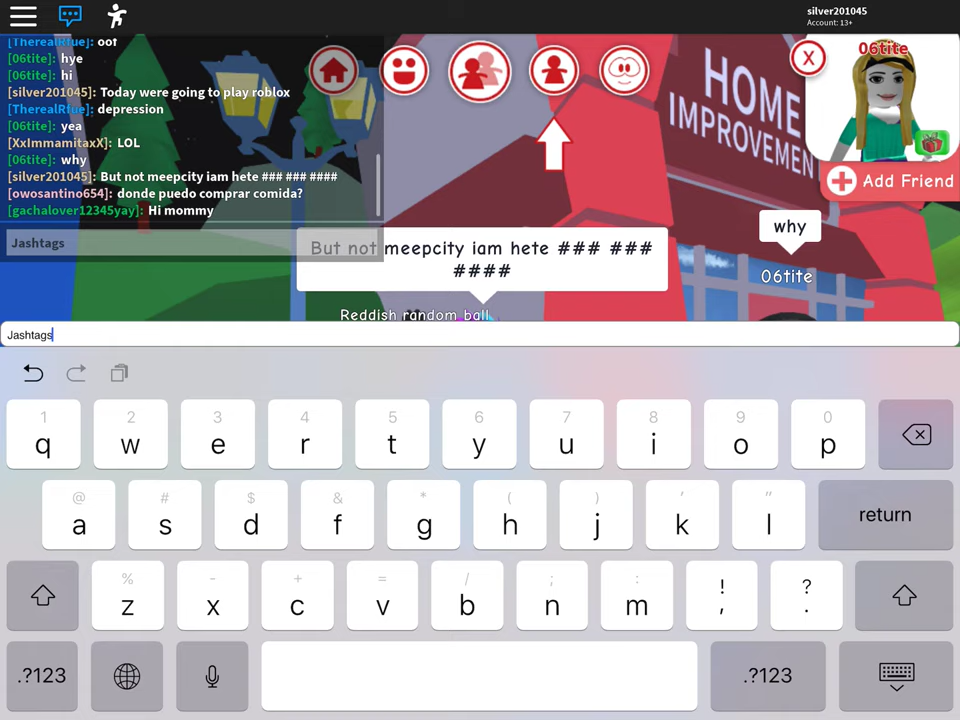 silver201045
Account: 13+
[TherealRfue]: oof
[06tite]: hye
[06tite]: hi
[silver201045]: Today were going to play roblox
[TherealRfue]: depression
[06tite]: yea
[XxImmamitaxX]: LOL
[06tite]: why
[silver201045]: But not meepcity iam hete ### ### ####
[owosantino654]: donde puedo comprar comida?
[gachalover12345yay]: Hi mommy
Jashtags
X
06tite
Add Friend
HOME
IMPROVEMEN
why
06tite
But not meepcity iam hete ### ###
####
Reddish random ball
Jashtags
1 2 3 4 5 6 7 8 9 0
q w e r t y u i o p
@ # $ & * ( ) ' "
a s d f g h j k l return
% - + = / ; : ! ?
z x c v b n m , .
.?123 .?123